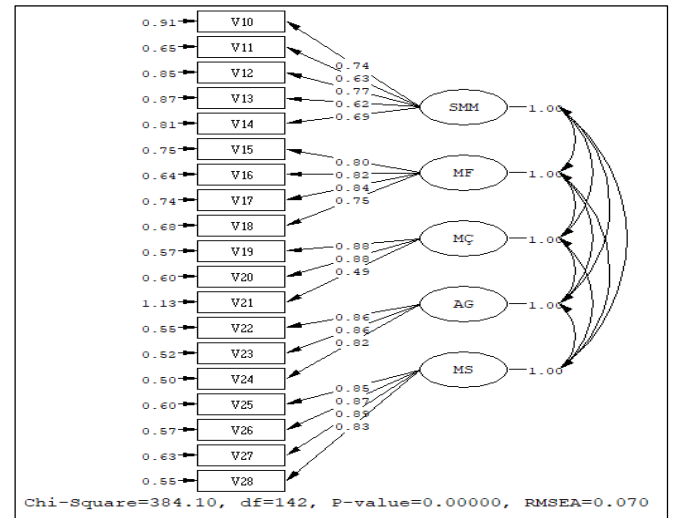 0.91 V10
0.65 V11
0.74
0.63
0.85 V12
0.77
0.87 V13
0.62
SMM 1.00
0.81 V14
0.69
0.75 V15
0.80
0.64 V16
0.82
MF 1.00
0.74 V17
0.84
0.75
0.68 V18
0.57 V19
0.88
MÇ 1.00
0.60 V20
0.88
0.49
1.13 V21
AG 1.00
0.55 V22
0.86
0.52 V23
0.86
0.82
0.50 V24
MS 1.00
0.60 V25
0.85
0.87
0.57 V26
0.89
0.83
0.63 V27
0.55 V28
Chi-Square=384.10, df=142, P-value=0.00000, RMSEA=0.070